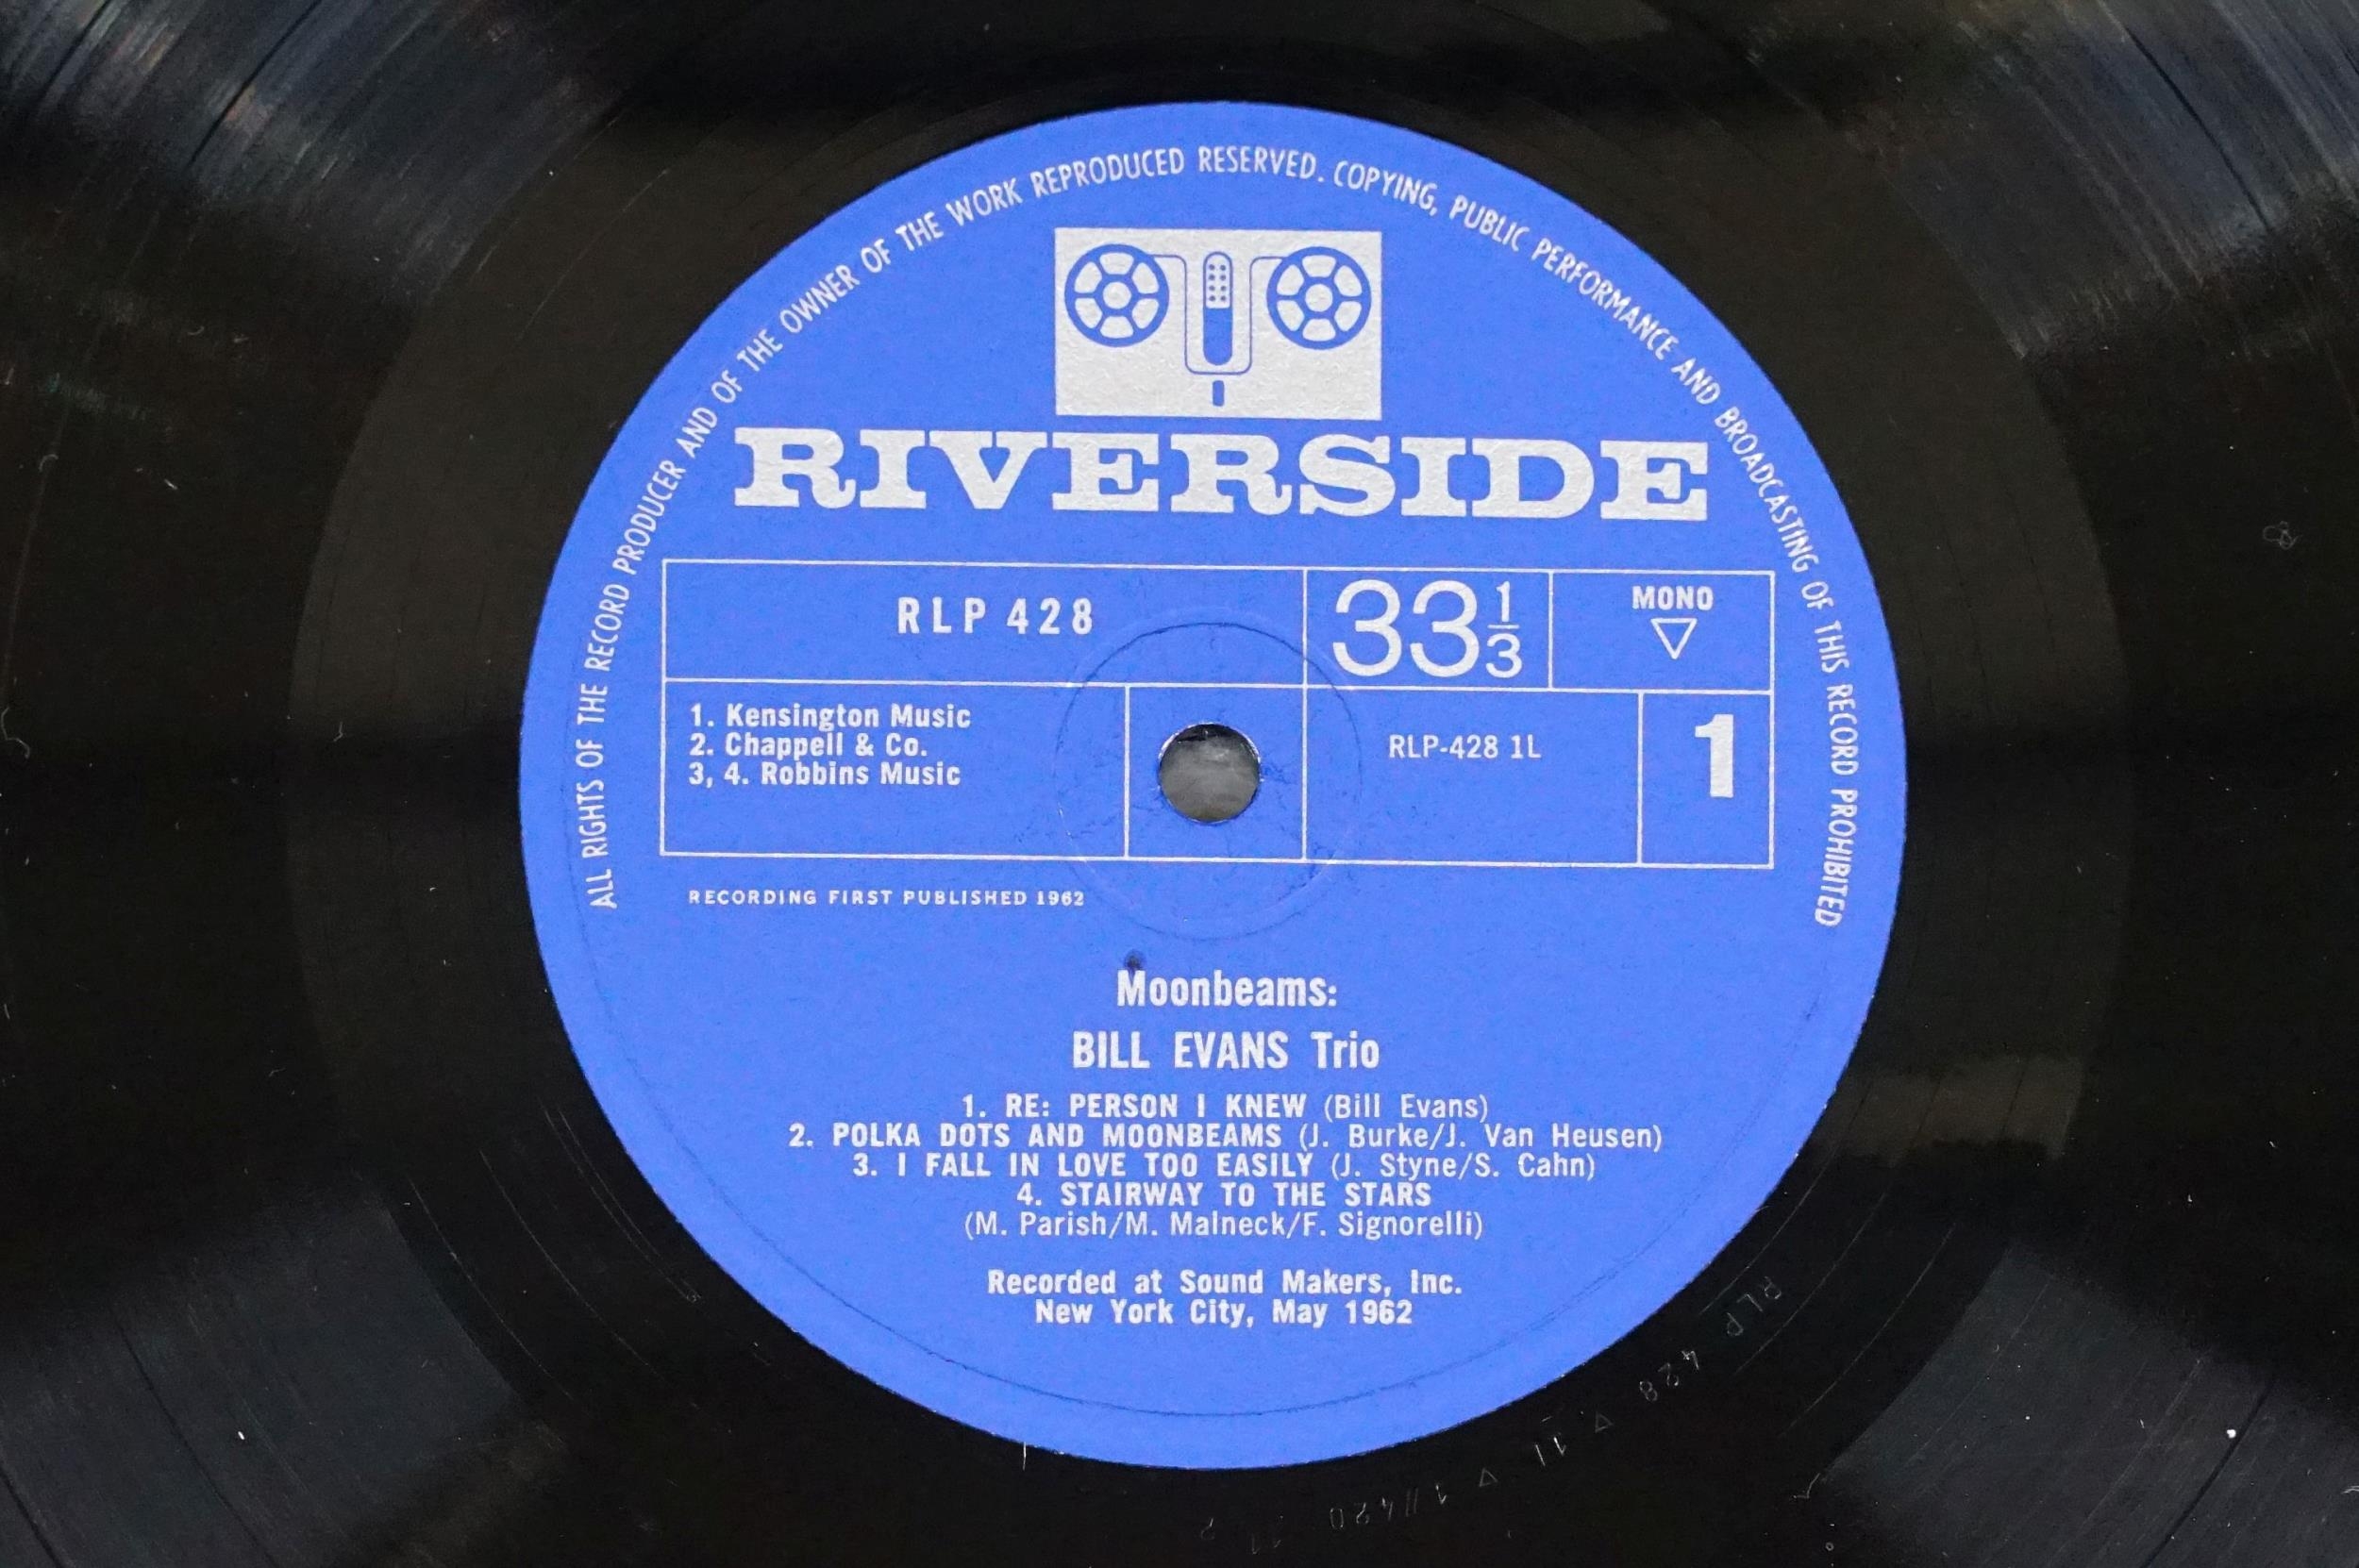 ALL RIGHTS OF THE RECORD PRODUCER AND OF THE OWNER OF THE WORK REPRODUCED RESERVED. COPYING, PUBLIC PERFORMANCE AND BROADCASTING OF THIS RECORD PROHIBITED
RIVERSIDE
RLP 428
33 1/3
MONO
1. Kensington Music
2. Chappell & Co.
3, 4. Robbins Music
RLP-428 1L
1
RECORDING FIRST PUBLISHED 1962
Moonbeams:
BILL EVANS Trio
1. RE: PERSON I KNEW (Bill Evans)
2. POLKA DOTS AND MOONBEAMS (J. Burke/J. Van Heusen)
3. I FALL IN LOVE TOO EASILY (J. Styne/S. Cahn)
4. STAIRWAY TO THE STARS
(M. Parish/M. Malneck/F. Signorelli)
Recorded at Sound Makers, Inc.
New York City, May 1962
RLP 428